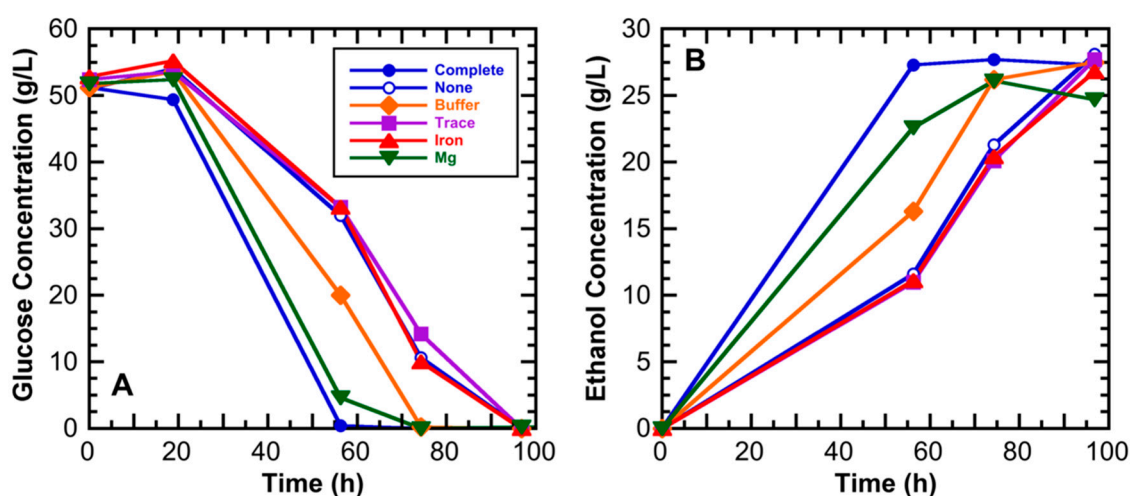 60
50
40
30
20
10
0
Glucose Concentration (g/L)
Complete
None
Buffer
Trace
Iron
Mg
A
0
20
40
60
80
100
Time (h)
30
25
20
15
10
5
0
Ethanol Concentration (g/L)
B
0
20
40
60
80
100
Time (h)